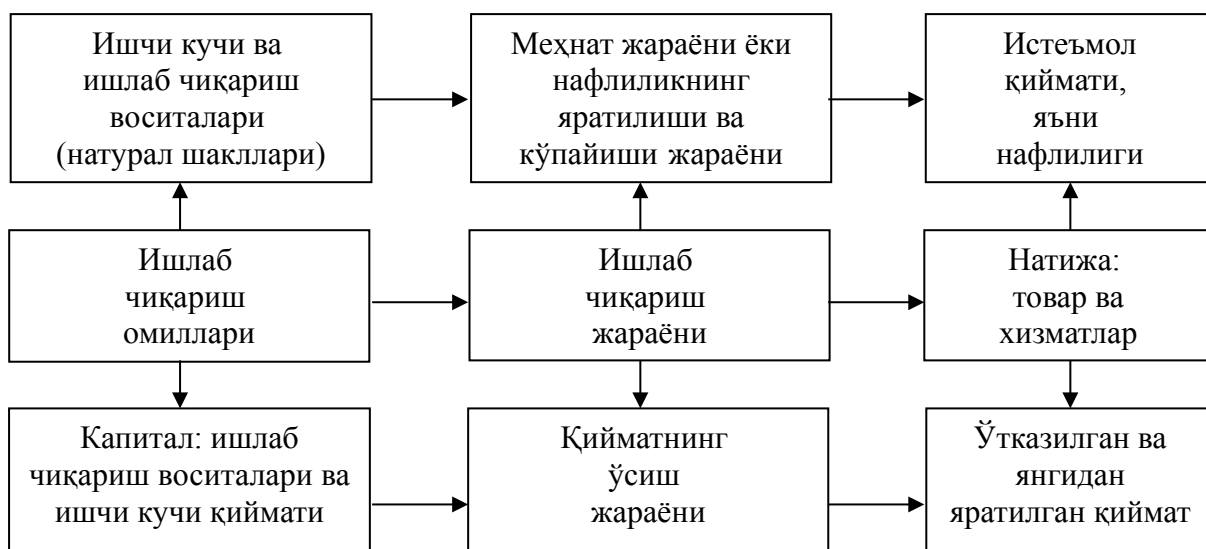 Ишчи кучи ва
ишлаб чиқариш
воситалари
(натурал шакллари)
Меҳнат жараёни ёки
нафлиликнинг
яратилиши ва
кўпайиши жараёни
Истеъмол
қиймати,
яъни
нафлилиги
Ишлаб
чиқариш
омиллари
Ишлаб
чиқариш
жараёни
Натижа:
товар ва
хизматлар
Капитал: ишлаб
чиқариш воситалари ва
ишчи кучи қиймати
Қийматнинг
ўсиш
жараёни
Ўтказилган ва
янгидан
яратилган қиймат